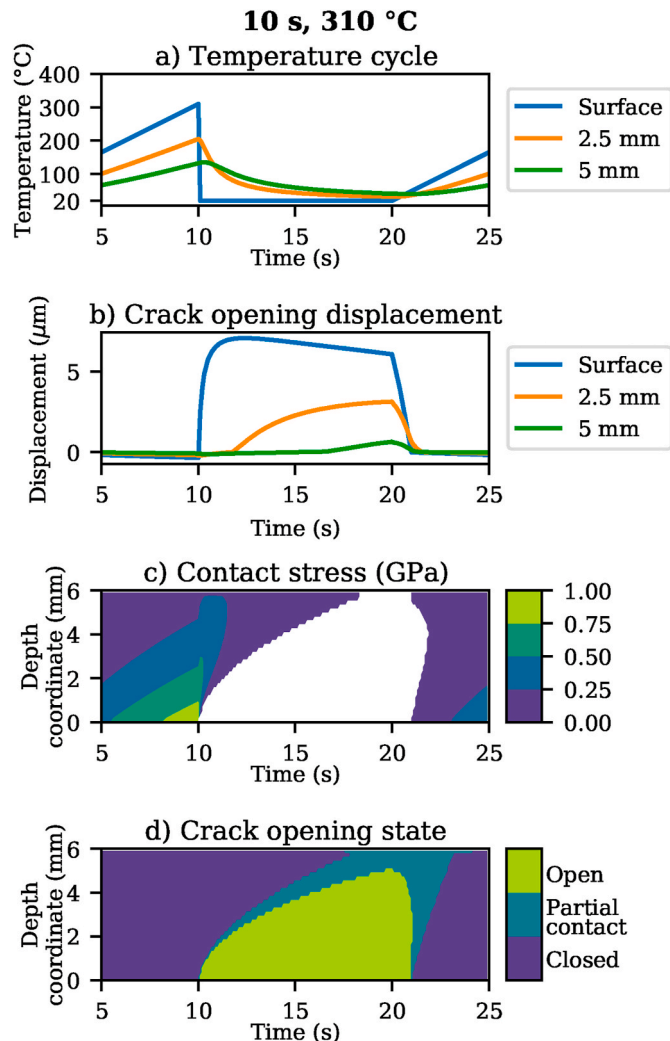 10 s, 310 °C
a) Temperature cycle
Temperature (°C)
400
300
200
100
20
5 10 15 20 25
Time (s)
Surface
2.5 mm
5 mm
b) Crack opening displacement
Displacement (μm)
5
0
5 10 15 20 25
Time (s)
Surface
2.5 mm
5 mm
c) Contact stress (GPa)
Depth
coordinate (mm)
6
4
2
0
5 10 15 20 25
Time (s)
1.00
0.75
0.50
0.25
0.00
d) Crack opening state
Depth
coordinate (mm)
6
4
2
0
5 10 15 20 25
Time (s)
Open
Partial
contact
Closed